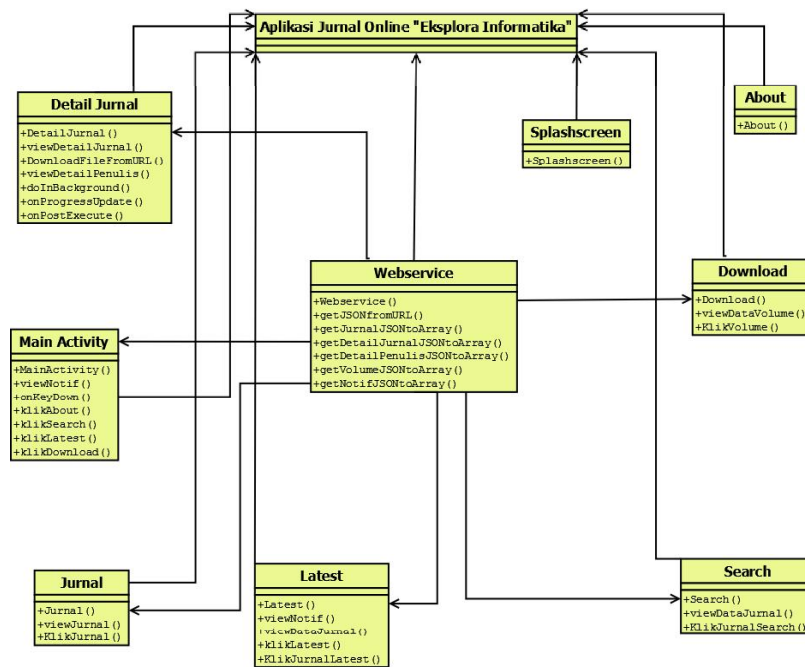 Aplikasi Jurnal Online "Eksplora Informatika"
Detail Jurnal
+DetailJurnal()
+viewDetailJurnal()
+DownloadFileFromURL()
+viewDetailPenulis()
+doInBackground()
+onProgressUpdate()
+onPostExecute()
Splashscreen
+Splashscreen()
About
+About()
Webservice
+Webservice()
+getJSONfromURL()
+getJurnalJSONtoArray()
+getDetailJurnalJSONtoArray()
+getDetailPenulisJSONtoArray()
+getVolumeJSONtoArray()
+getNotifJSONtoArray()
Download
+Download()
+viewDataVolume()
+KlikVolume()
Main Activity
+MainActivity()
+viewNotif()
+onKeyDown()
+klikAbout()
+klikSearch()
+klikLatest()
+klikDownload()
Jurnal
+Jurnal()
+viewJurnal()
+KlikJurnal()
Latest
+Latest()
+viewNotif()
+viewDataJurnal()
+klikLatest()
+KlikJurnalLatest()
Search
+Search()
+viewDataJurnal()
+KlikJurnalSearch()